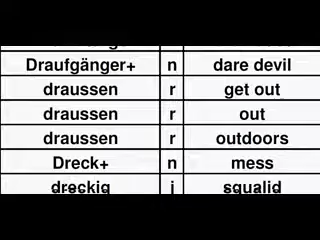 Draufgänger+ n dare devil
draussen r get out
draussen r out
draussen r outdoors
Dreck+ n mess
dreckig j squalid